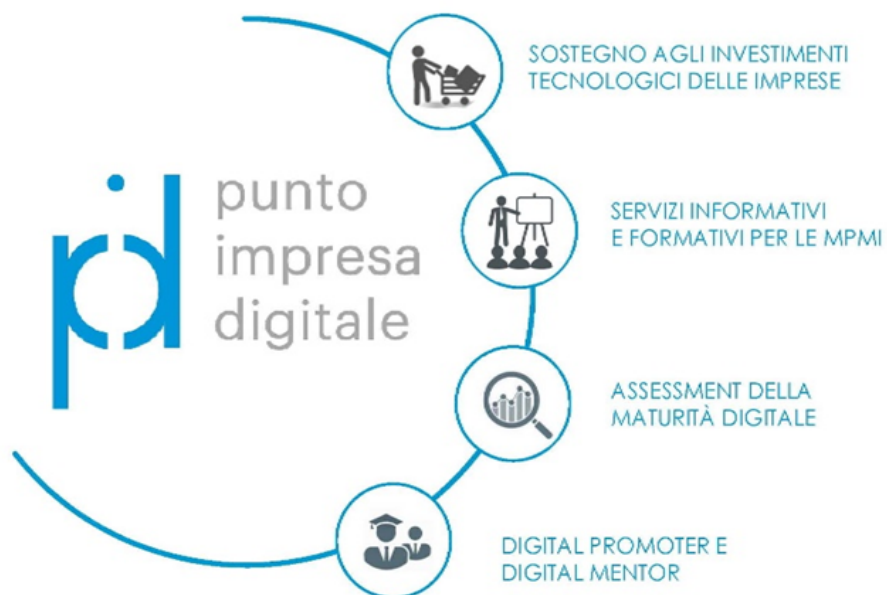 pid
punto
impresa
digitale
SOSTEGNO AGLI INVESTIMENTI
TECNOLOGICI DELLE IMPRESE
SERVIZI INFORMATIVI
E FORMATIVI PER LE MPMI
ASSESSMENT DELLA
MATURITÀ DIGITALE
DIGITAL PROMOTER E
DIGITAL MENTOR